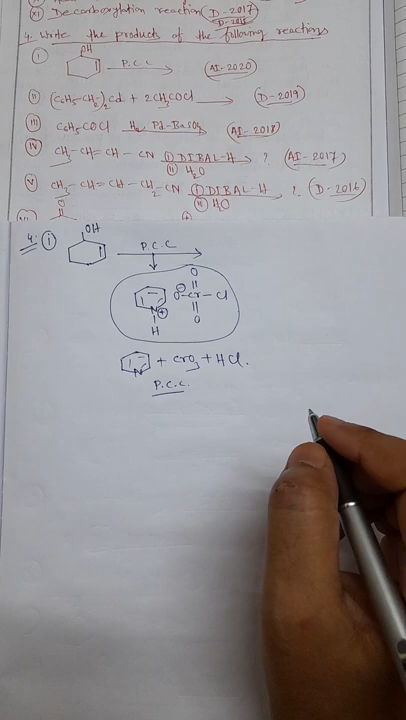 (xi) Decarboxylation reaction (D-2017)
D-2015
4. Write the products of the following reactions
(i) OH P.C.C (AI-2020)
(ii) (C6H5-CH2)2Cd + 2CH3COCl (D-2019)
(iii) C6H5COCl H2, Pd-BaSO4 (AI-2018)
(iv) CH3-CH=CH-CN (i) DIBAL-H ? (AI-2017)
(ii) H2O
(v) CH3-CH=CH-CH2-CN (i) DIBAL-H ? (D-2016)
(ii) H2O
O
4. (i) OH P.C.C
O
N ⊕ H O ⊖ -Cr-Cl
O
N + CrO3 + HCl.
P.C.C.